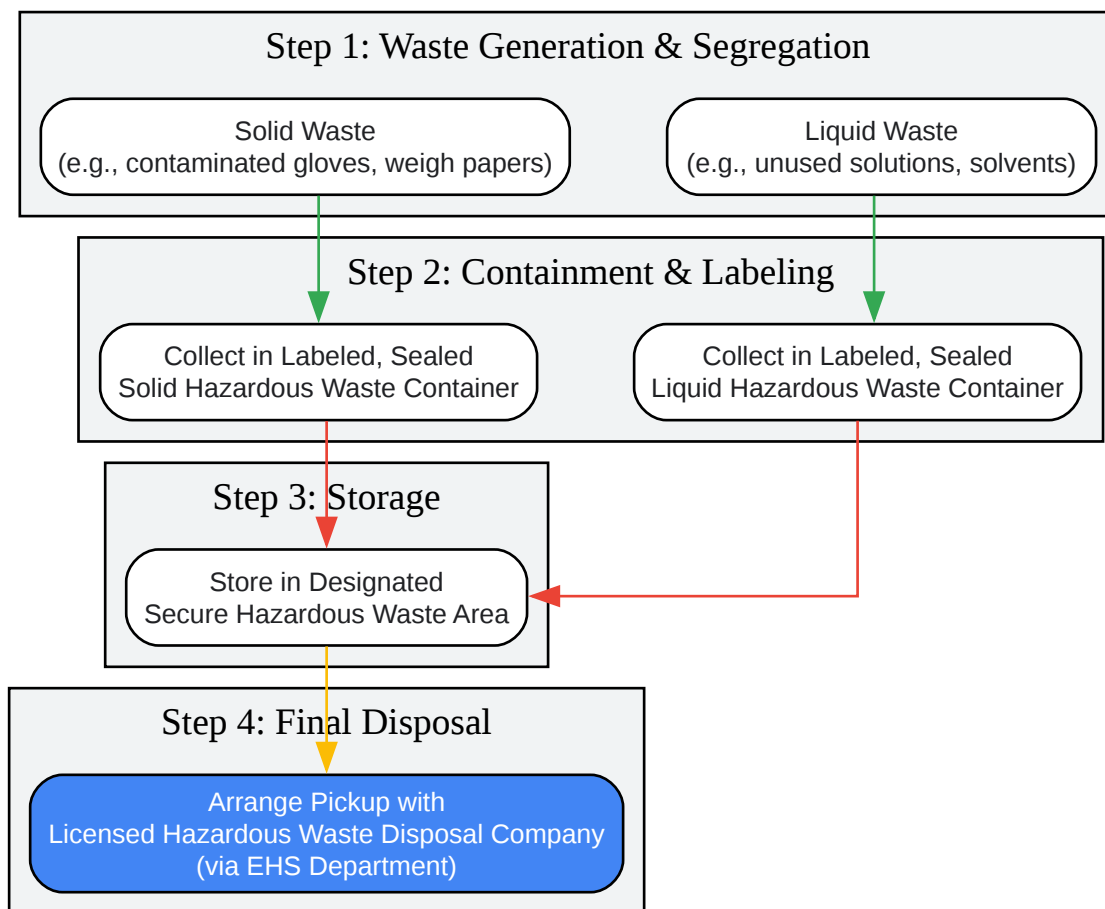 Step 1: Waste Generation & Segregation
Solid Waste
(e.g., contaminated gloves, weigh papers)
Liquid Waste
(e.g., unused solutions, solvents)
Step 2: Containment & Labeling
Collect in Labeled, Sealed
Solid Hazardous Waste Container
Collect in Labeled, Sealed
Liquid Hazardous Waste Container
Step 3: Storage
Store in Designated
Secure Hazardous Waste Area
Step 4: Final Disposal
Arrange Pickup with
Licensed Hazardous Waste Disposal Company
(via EHS Department)